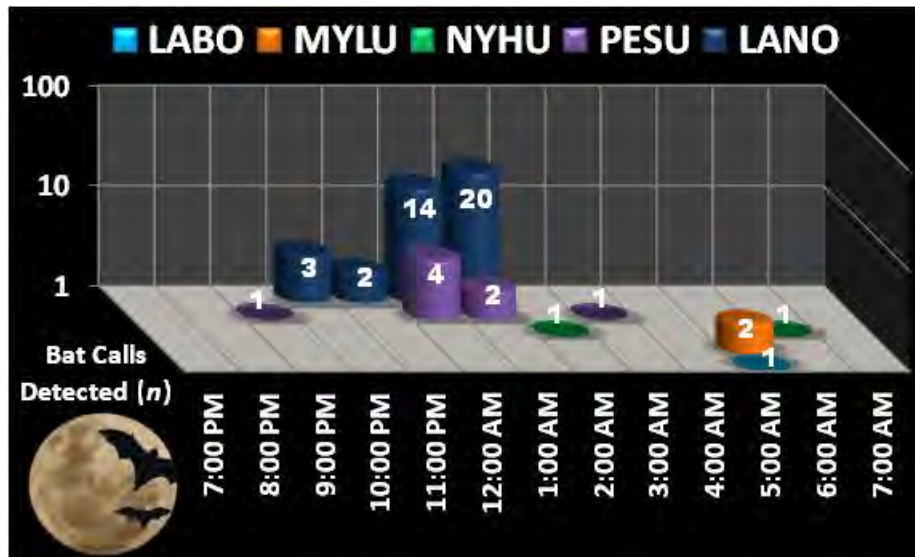 LABO MYLU NYHU PESU LANO
100
10
1
14 20
3 2 4
1 2 1
1 2 1
1
Bat Calls
Detected (n)
7:00 PM 8:00 PM 9:00 PM 10:00 PM 11:00 PM 12:00 AM 1:00 AM 2:00 AM 3:00 AM 4:00 AM 5:00 AM 6:00 AM 7:00 AM